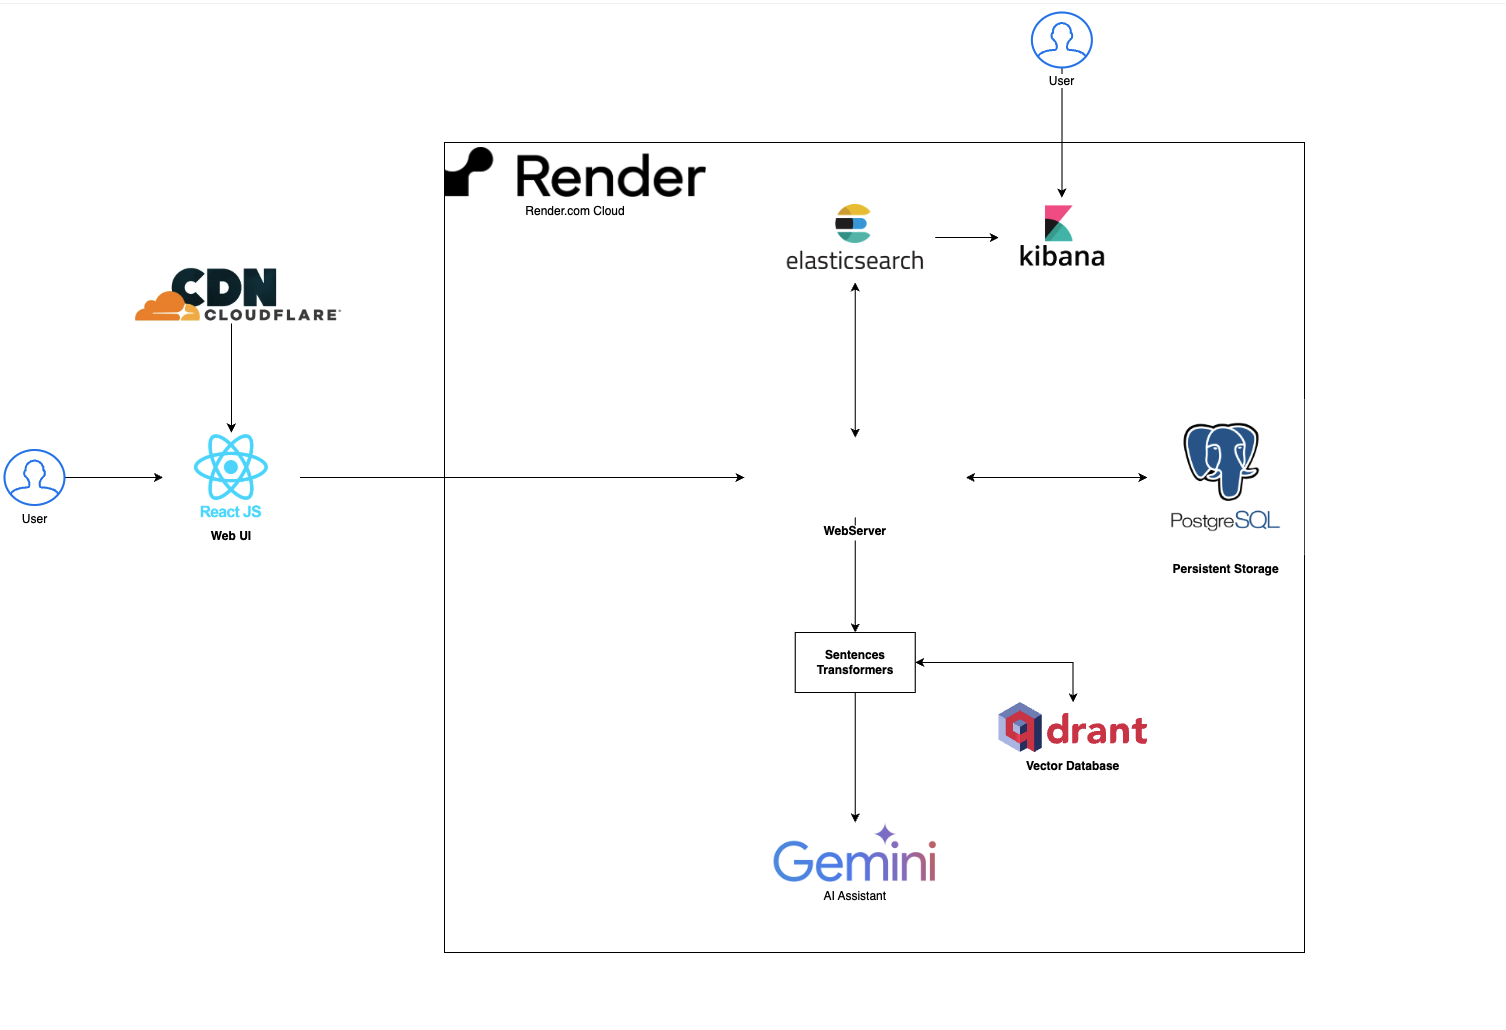 User
Render
Render.com Cloud
elasticsearch
kibana
CDN
CLOUDFLARE
React JS
Web UI
User
WebServer
PostgreSQL
Persistent Storage
Sentences
Transformers
qdrant
Vector Database
Gemini
AI Assistant